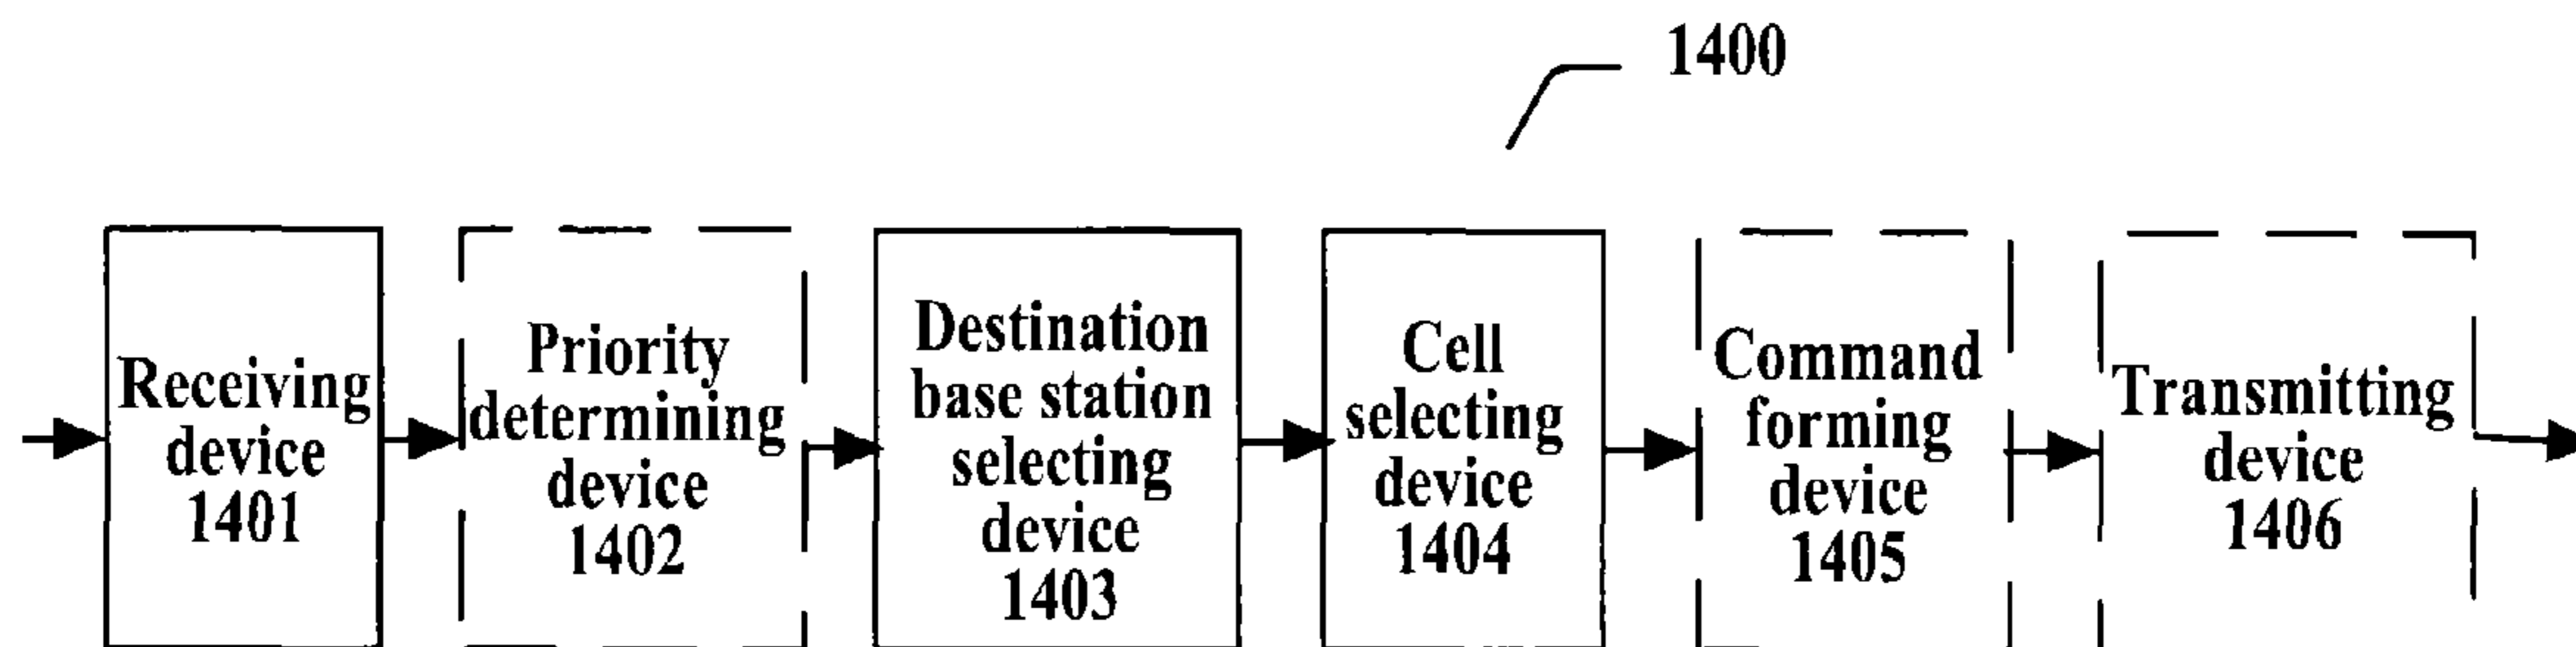 1400
Receiving
device
1401
Priority
determining
device
1402
Destination
base station
selecting
device
1403
Cell
selecting
device
1404
Command
forming
device
1405
Transmitting
device
1406